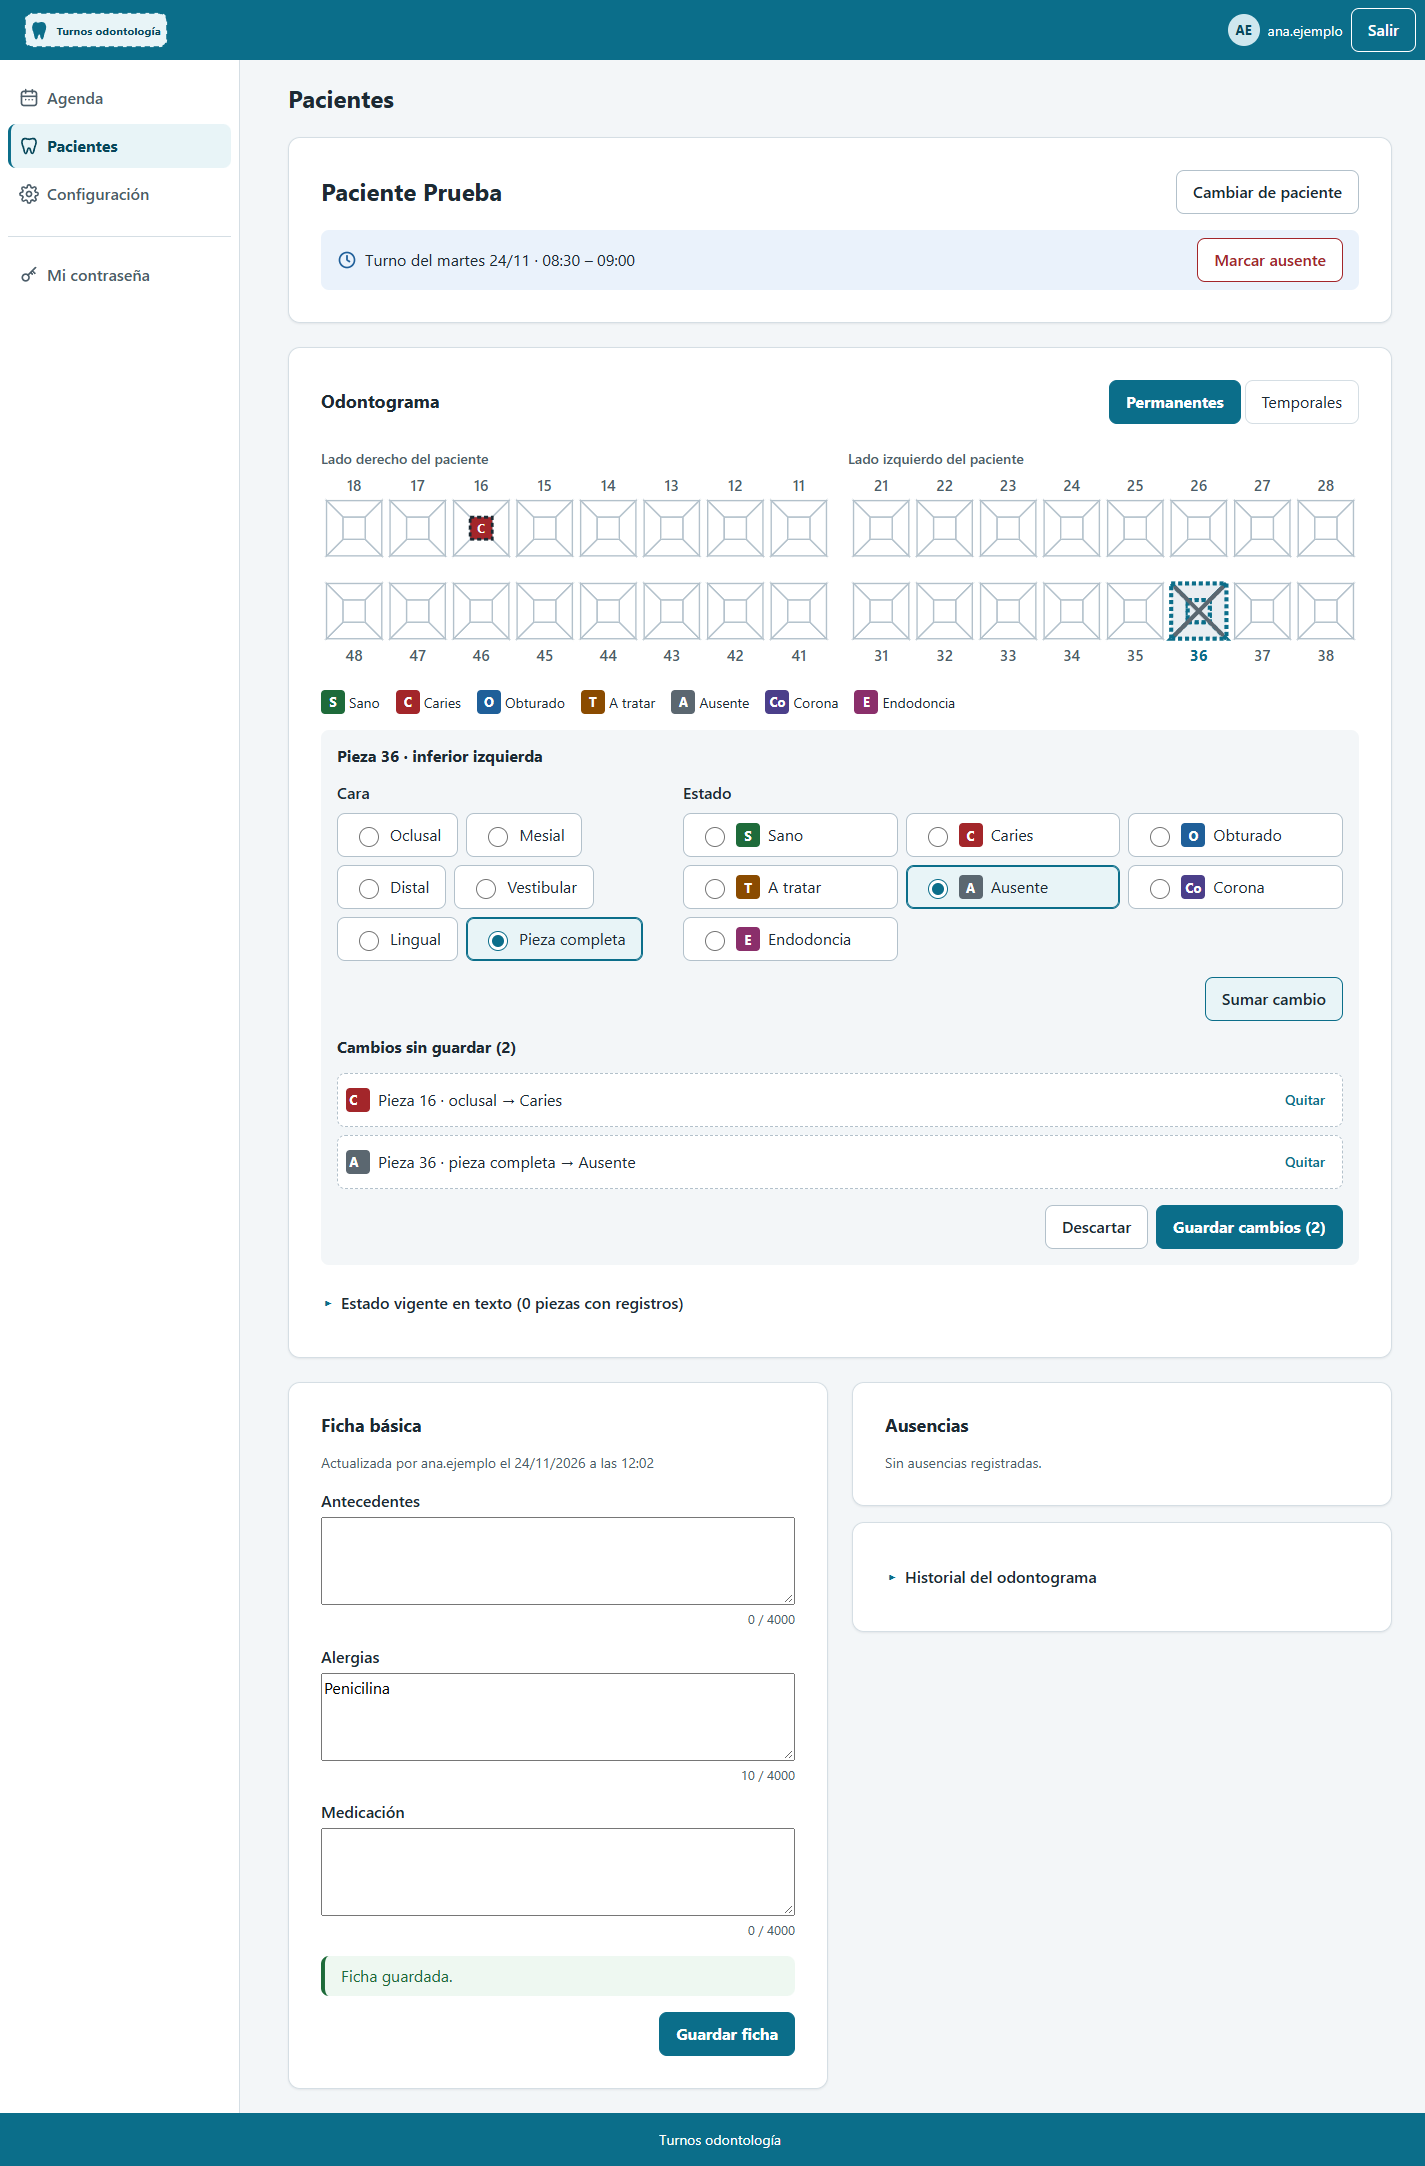 Turnos odontología
AE ana.ejemplo Salir
Agenda
Pacientes
Configuración
Mi contraseña
Pacientes
Paciente Prueba
Cambiar de paciente
Turno del martes 24/11 · 08:30 – 09:00
Marcar ausente
Odontograma
Permanentes Temporales
Lado derecho del paciente
Lado izquierdo del paciente
18 17 16 15 14 13 12 11 21 22 23 24 25 26 27 28
C
48 47 46 45 44 43 42 41 31 32 33 34 35 36 37 38
S Sano C Caries O Obturado T A tratar A Ausente Co Corona E Endodoncia
Pieza 36 · inferior izquierda
Cara
Oclusal Mesial
Distal Vestibular
Lingual Pieza completa
Estado
S Sano C Caries O Obturado
T A tratar A Ausente Co Corona
E Endodoncia
Sumar cambio
Cambios sin guardar (2)
C Pieza 16 · oclusal → Caries Quitar
A Pieza 36 · pieza completa → Ausente Quitar
Descartar Guardar cambios (2)
Estado vigente en texto (0 piezas con registros)
Ficha básica
Actualizada por ana.ejemplo el 24/11/2026 a las 12:02
Antecedentes
0 / 4000
Alergias
Penicilina
10 / 4000
Medicación
0 / 4000
Ficha guardada.
Guardar ficha
Ausencias
Sin ausencias registradas.
Historial del odontograma
Turnos odontología